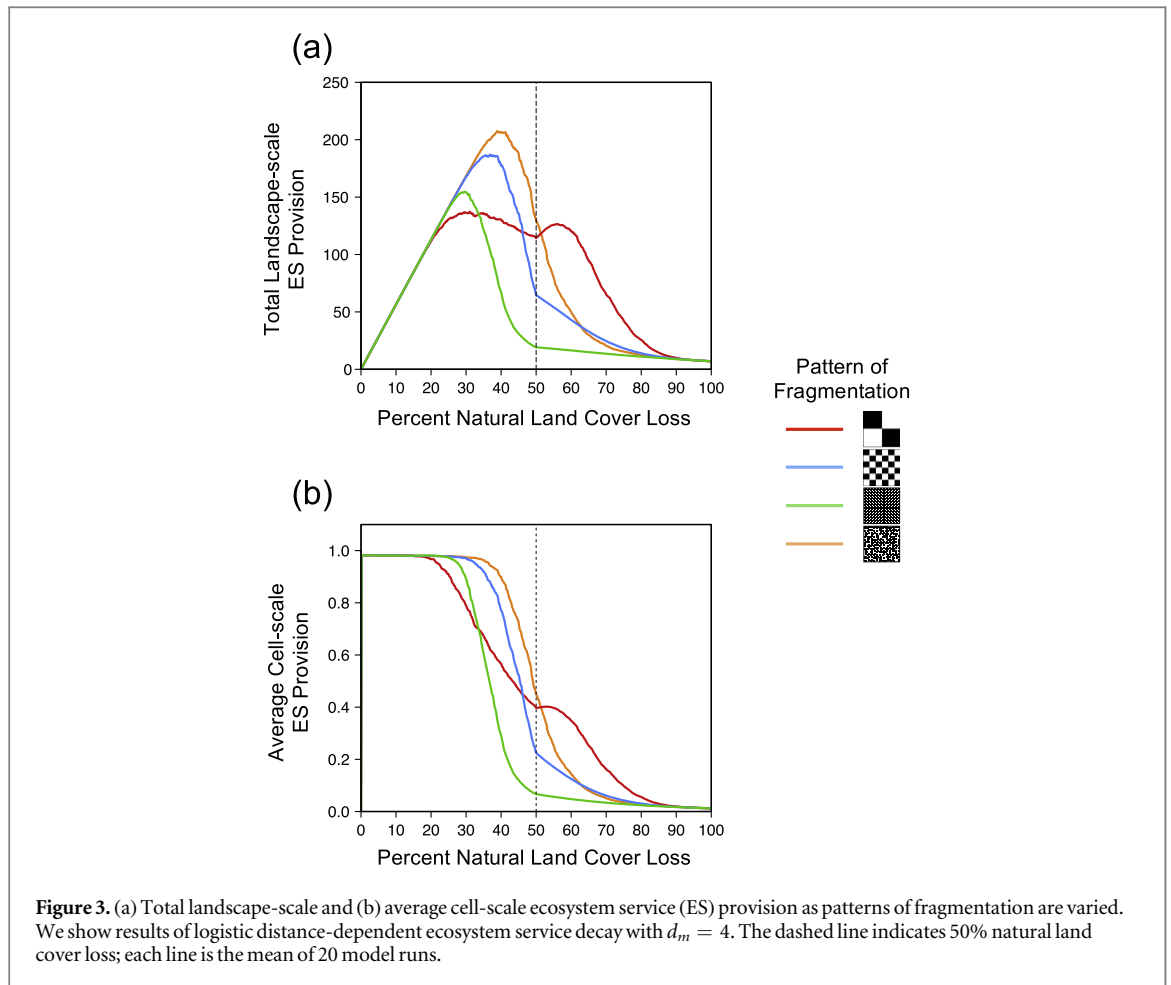 (a)
250
200
150
100
50
0
Total Landscape-scale
ES Provision
0 10 20 30 40 50 60 70 80 90 100
Percent Natural Land Cover Loss
Pattern of
Fragmentation
(b)
1.0
0.8
0.6
0.4
0.2
0.0
Average Cell-scale
ES Provision
0 10 20 30 40 50 60 70 80 90 100
Percent Natural Land Cover Loss
Figure 3. (a) Total landscape-scale and (b) average cell-scale ecosystem service (ES) provision as patterns of fragmentation are varied.
We show results of logistic distance-dependent ecosystem service decay with dm = 4. The dashed line indicates 50% natural land
cover loss; each line is the mean of 20 model runs.